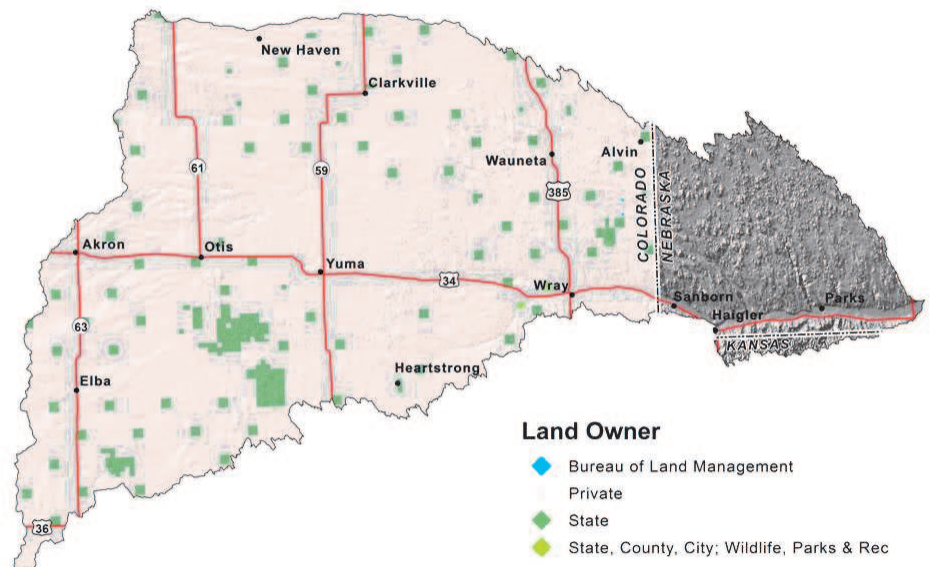 New Haven
Clarkville
Wauneta
Alvin
61
59
385
COLORADO
NEBRASKA
Akron
Otis
Yuma
34
Wray
Sanborn
Parks
Haigler
KANSAS
63
Elba
Heartstrong
36
Land Owner
Bureau of Land Management
Private
State
State, County, City; Wildlife, Parks & Rec